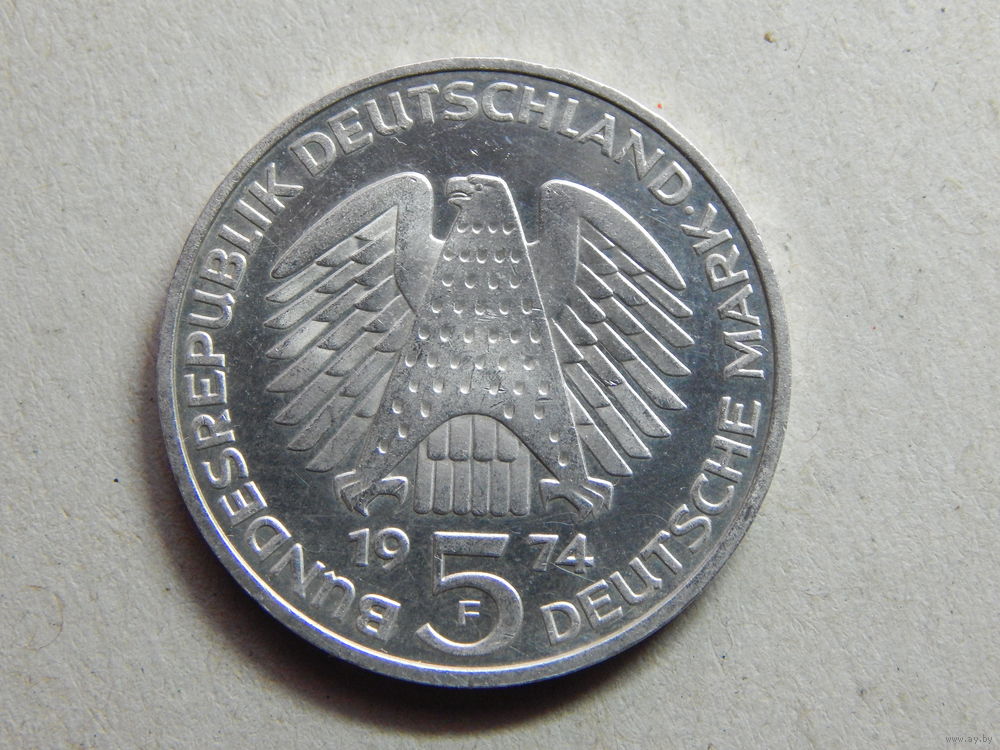 BUNDESREPUBLIK DEUTSCHLAND · DEUTSCHE MARK
19 74
5
F
www.ay.by